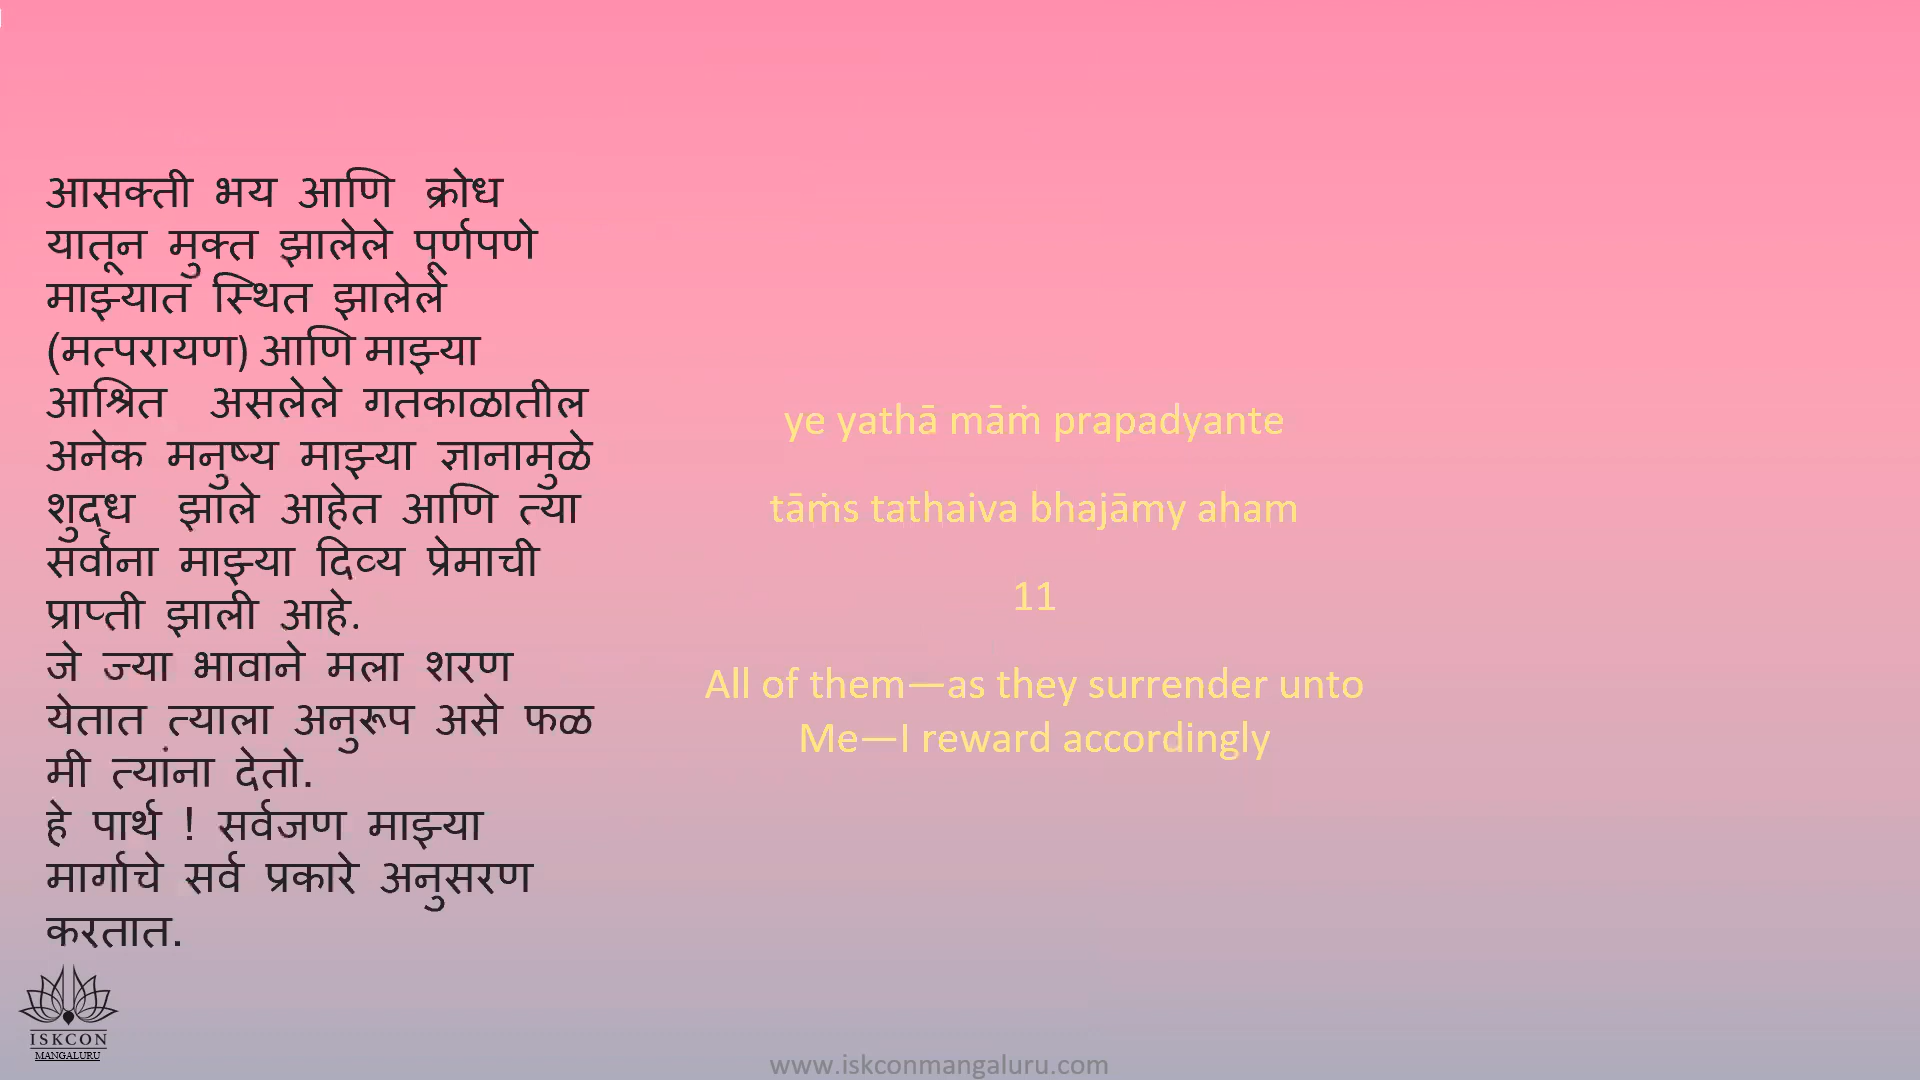 आसक्ती भय आणि क्रोध
यातून मुक्त झालेले पूर्णपणे
माझ्यात स्थित झालेले
(मत्परायण) आणि माझ्या
आश्रित असलेले गतकाळातील
अनेक मनुष्य माझ्या ज्ञानामुळे
शुद्ध झाले आहेत आणि त्या
सर्वांना माझ्या दिव्य प्रेमाची
प्राप्ती झाली आहे.
जे ज्या भावाने मला शरण
येतात त्याला अनुरूप असे फळ
मी त्यांना देतो.
हे पार्थ ! सर्वजण माझ्या
मार्गाचे सर्व प्रकारे अनुसरण
करतात.
ye yathā māṁ prapadyante
tāṁs tathaiva bhajāmy aham
11
All of them—as they surrender unto
Me—I reward accordingly
ISKCON
MANGALURU
www.iskconmangaluru.com